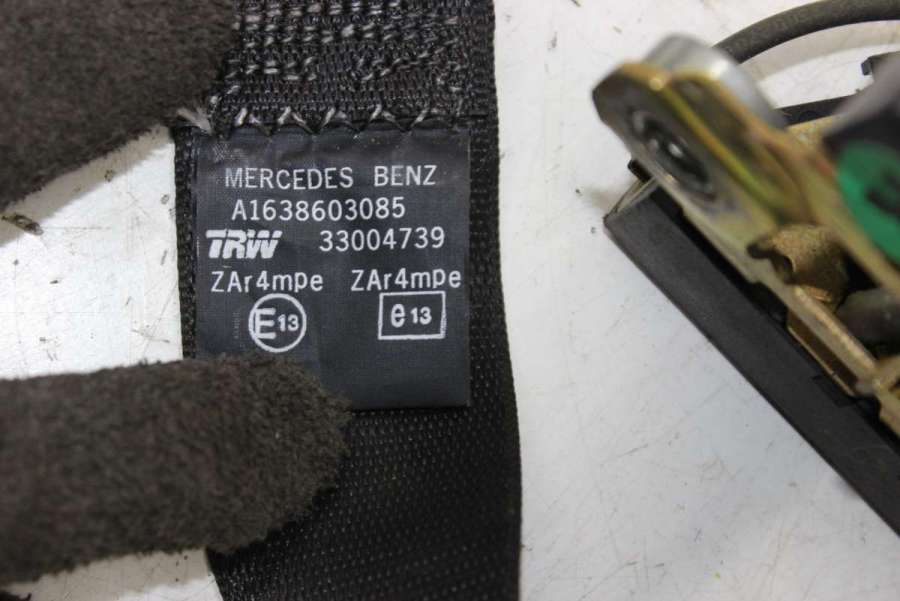 MERCEDES BENZ
A1638603085
TRW 33004739
ZAr4mpe ZAr4mpe
E13 e13